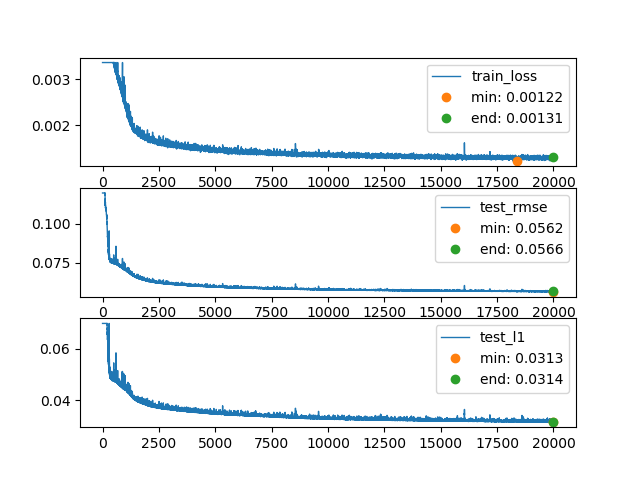 0.003
0.002
train_loss
min: 0.00122
end: 0.00131
0 2500 5000 7500 10000 12500 15000 17500 20000
0.100
0.075
test_rmse
min: 0.0562
end: 0.0566
0 2500 5000 7500 10000 12500 15000 17500 20000
0.06
0.04
test_l1
min: 0.0313
end: 0.0314
0 2500 5000 7500 10000 12500 15000 17500 20000